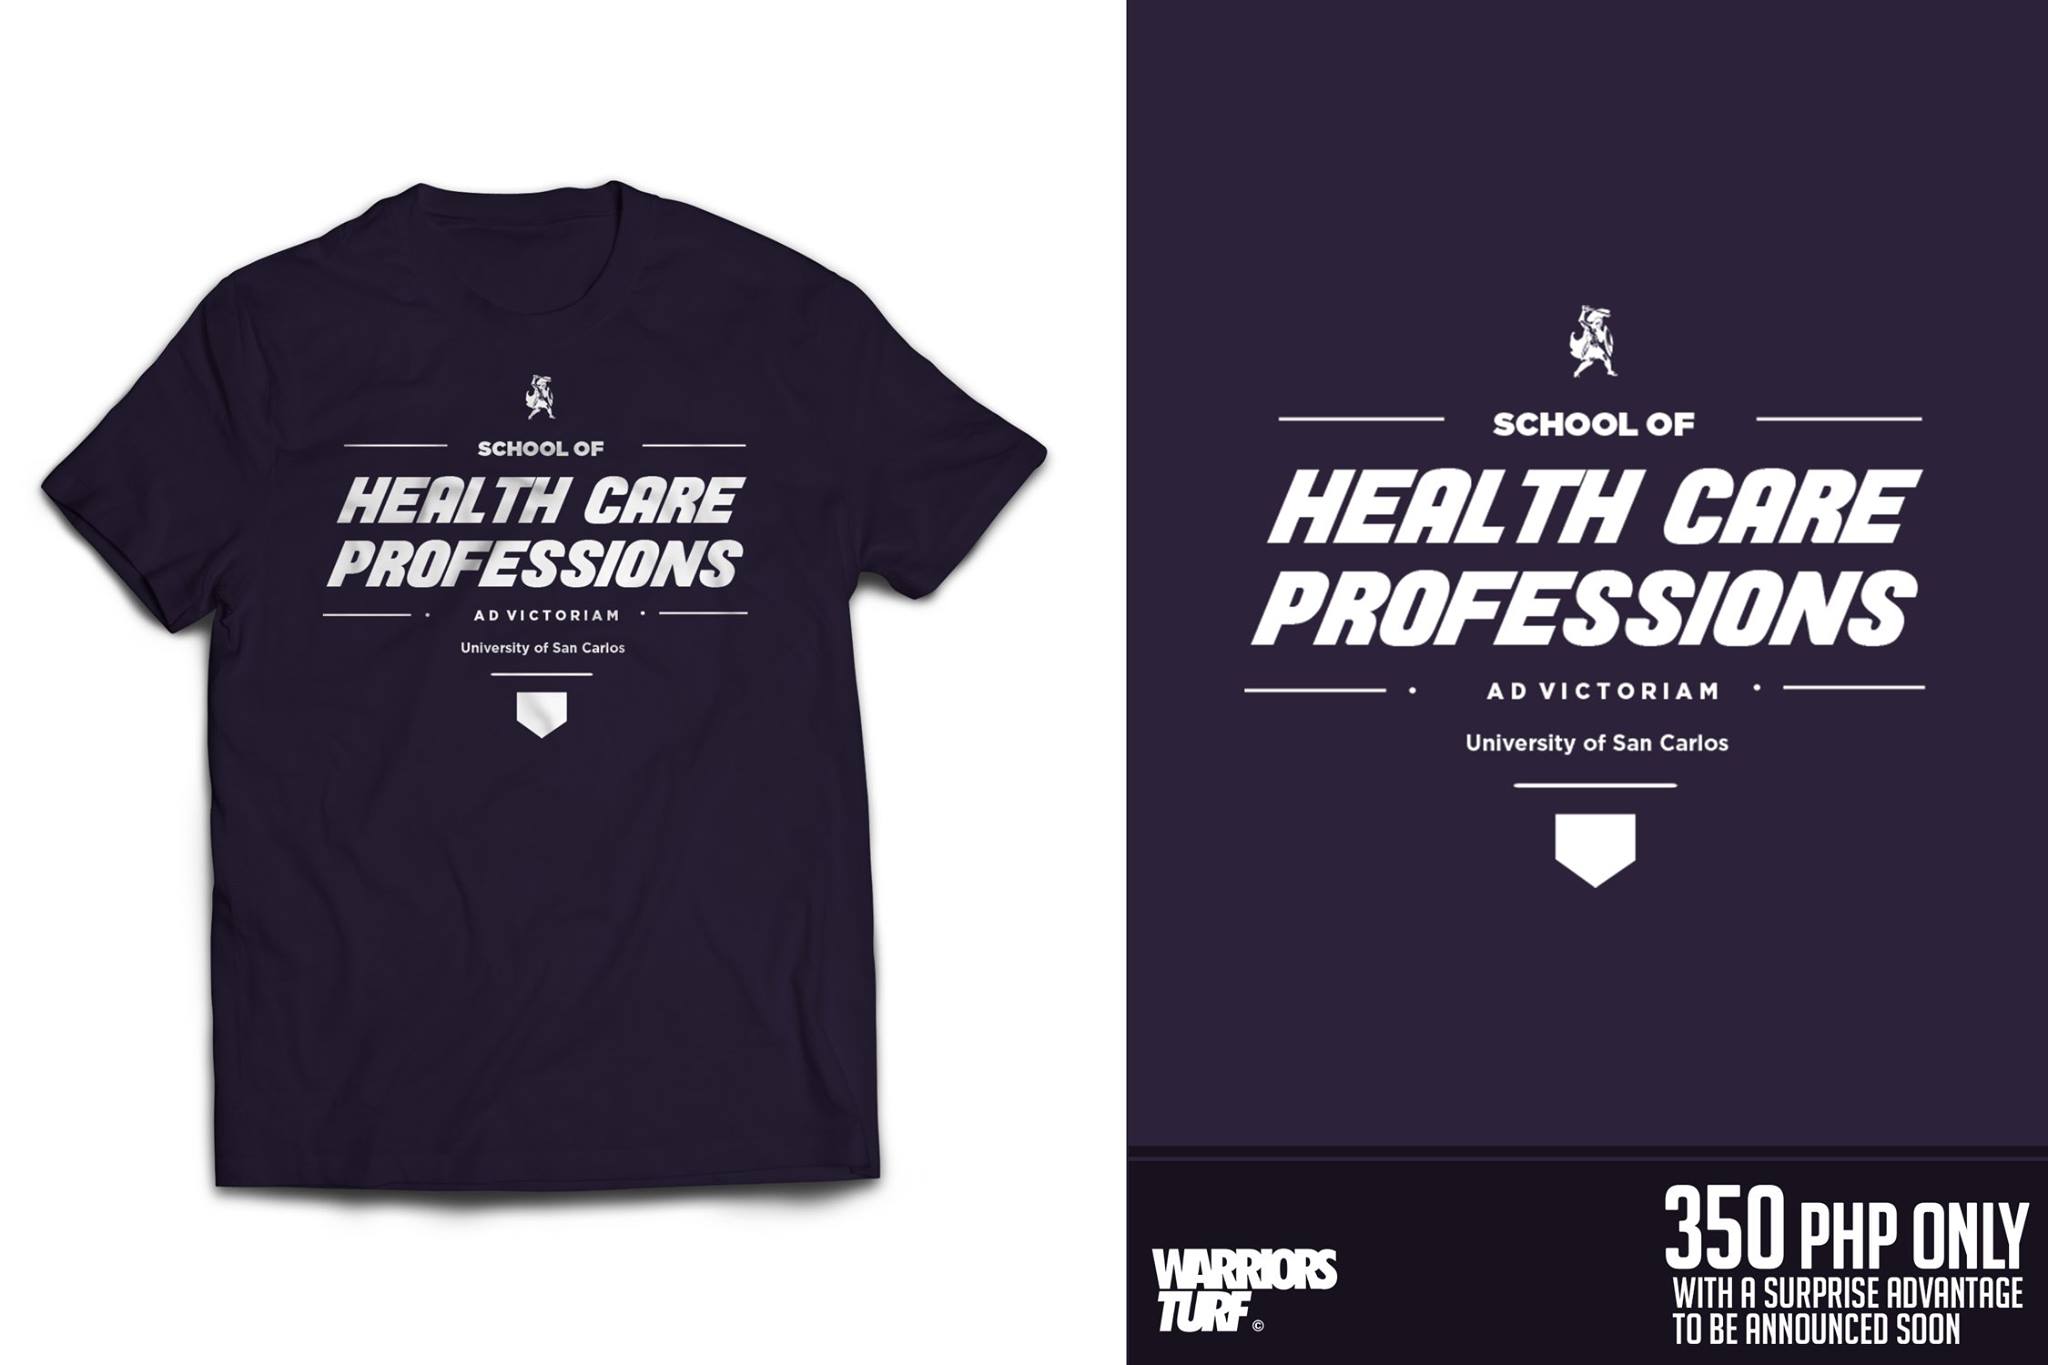 SCHOOL OF
HEALTH CARE
PROFESSIONS
AD VICTORIAM
University of San Carlos
SCHOOL OF
HEALTH CARE
PROFESSIONS
AD VICTORIAM
University of San Carlos
WARRIORS
TURF ©
350 PHP ONLY
WITH A SURPRISE ADVANTAGE
TO BE ANNOUNCED SOON